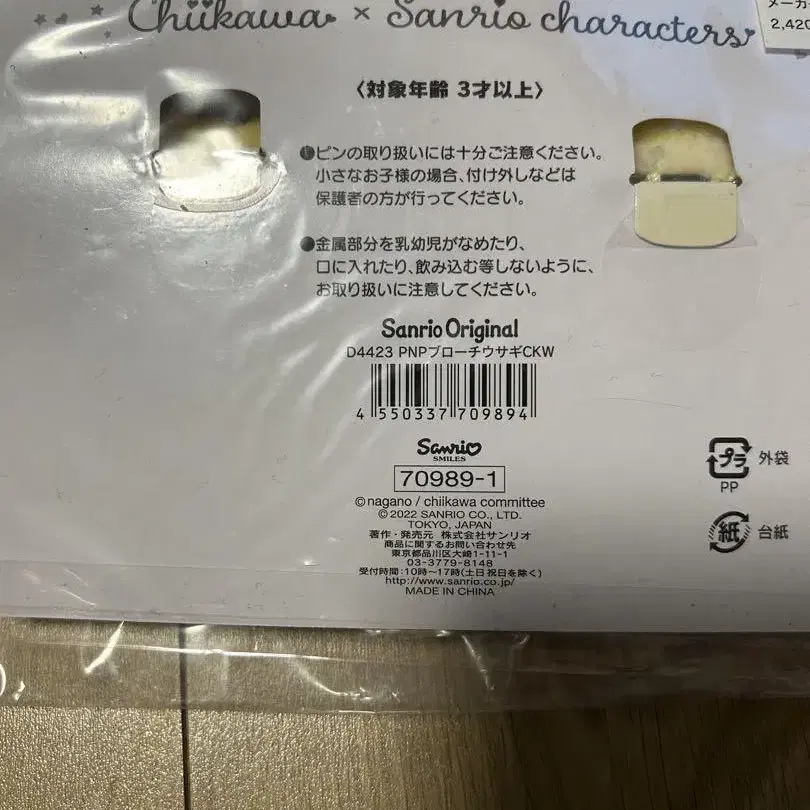 Chiikawa × Sanrio characters
メーカー
2,420
〈対象年齢 3才以上〉
●ピンの取り扱いには十分ご注意ください。
小さなお子様の場合、付け外しなどは
保護者の方が行ってください。
●金属部分を乳幼児がなめたり、
口に入れたり、飲み込む等しないように、
お取り扱いに注意してください。
Sanrio Original
D4423 PNPブローチウサギCKW
4 550337 709894
Sanrio
SMILES
70989-1
©nagano / chiikawa committee
©2022 SANRIO CO., LTD.
TOKYO, JAPAN
著作・発売元 株式会社サンリオ
商品に関するお問い合わせ先
東京都品川区大崎1-11-1
03-3779-8148
受付時間:10時〜17時(土日祝日を除く)
http://www.sanrio.co.jp/
MADE IN CHINA
プラ 外袋
PP
紙 台紙